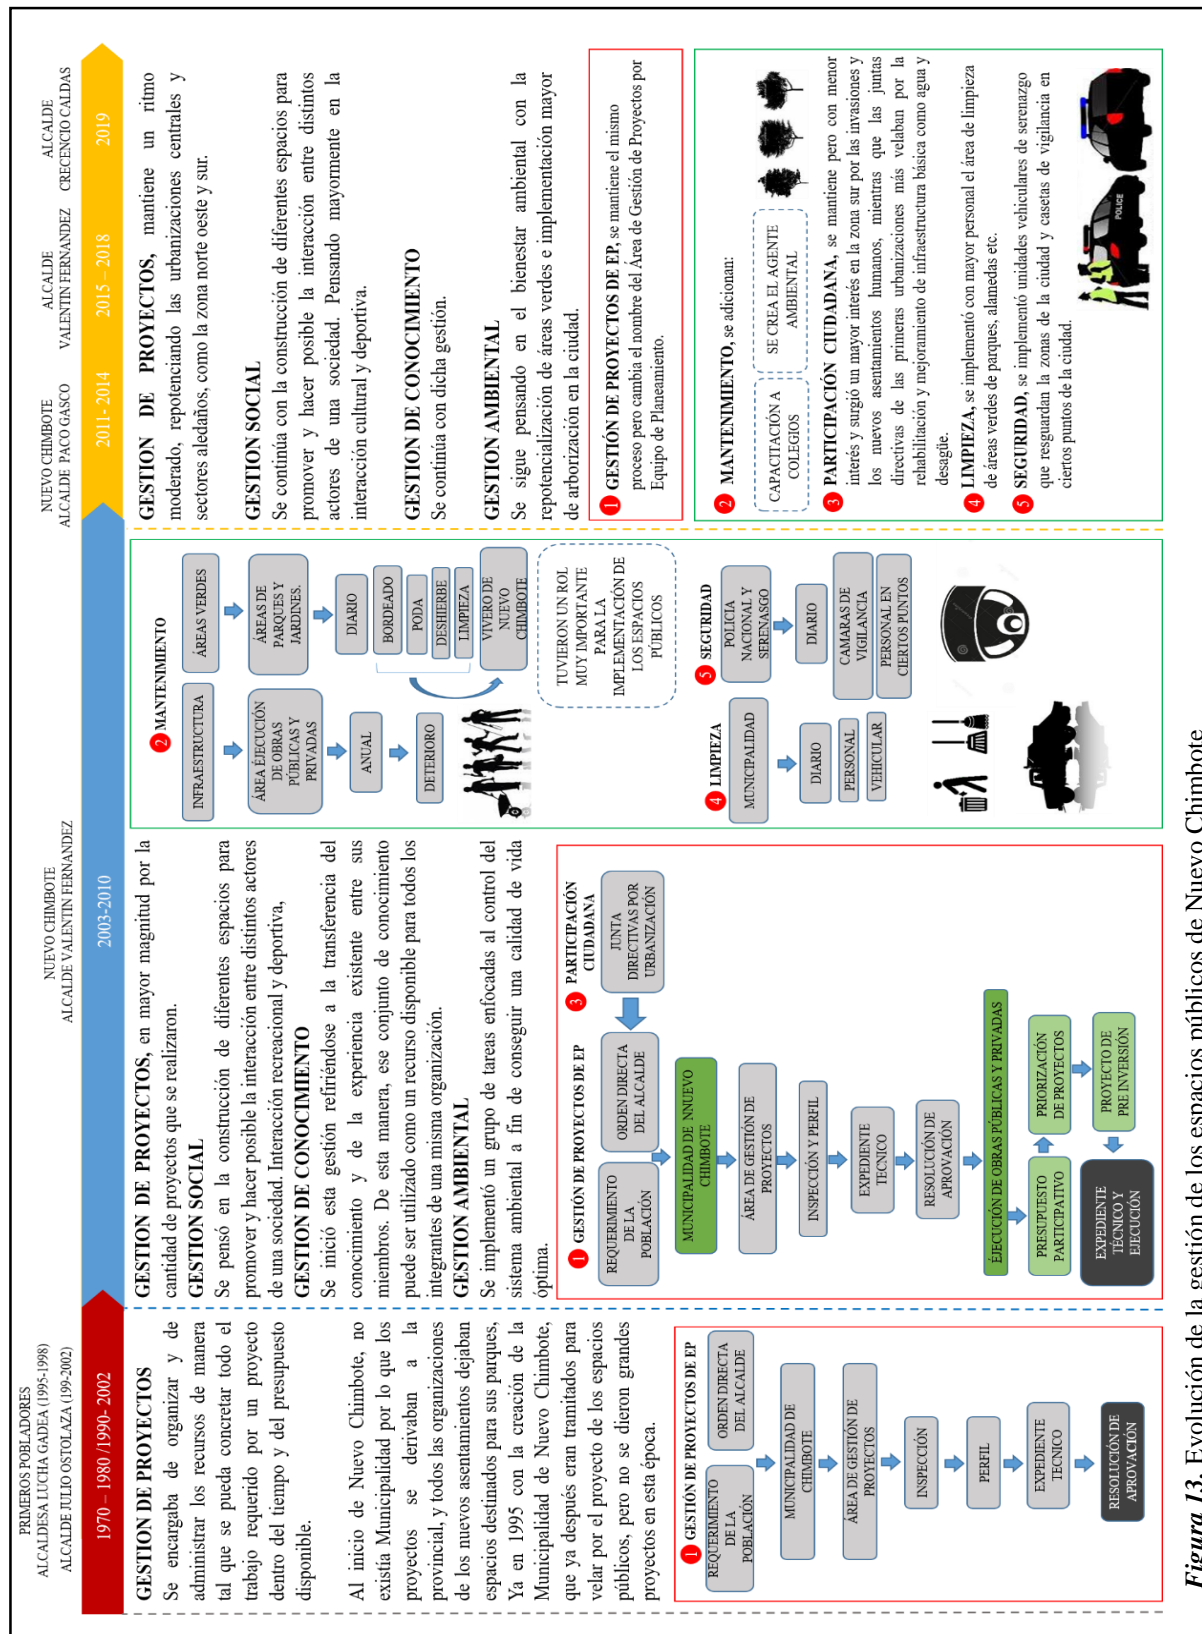 PRIMEROS POBLADORES
ALCALDESA LUCHA GADEA (1995-1998)
ALCALDE JULIO OSTOLAZA (199-2002)
NUEVO CHIMBOTE
ALCALDE VALENTIN FERNANDEZ
NUEVO CHIMBOTE
ALCALDE PACO GASCO
ALCALDE
VALENTIN FERNANDEZ
ALCALDE
CRECENCIO CALDAS
1970 – 1980 /1990- 2002
2003-2010
2011- 2014
2015 – 2018
2019
GESTION DE PROYECTOS
Se encargaba de organizar y de
administrar los recursos de manera
tal que se pueda concretar todo el
trabajo requerido por un proyecto
dentro del tiempo y del presupuesto
disponible.
Al inicio de Nuevo Chimbote, no
existía Municipalidad por lo que los
proyectos se derivaban a la
provincial, y todos las organizaciones
de los nuevos asentamientos dejaban
espacios destinados para sus parques,
Ya en 1995 con la creación de la
Municipalidad de Nuevo Chimbote,
que ya después eran tramitados para
velar por el proyecto de los espacios
públicos, pero no se dieron grandes
proyectos en esta época.
1 GESTIÓN DE PROYECTOS DE EP
REQUERIMIENTO
DE LA
POBLACIÓN
ORDEN DIRECTA
DEL ALCALDE
MUNICIPALIDAD DE
CHIMBOTE
ÁREA DE GESTIÓN DE
PROYECTOS
INSPECCIÓN
PERFIL
EXPEDIENTE
TECNICO
RESOLUCIÓN DE
APROVACIÓN
GESTION DE PROYECTOS, en mayor magnitud por la
cantidad de proyectos que se realizaron.
GESTIÓN SOCIAL
Se pensó en la construcción de diferentes espacios para
promover y hacer posible la interacción entre distintos actores
de una sociedad. Interacción recreacional y deportiva,
GESTION DE CONOCIMIENTO
Se inició esta gestión refiriéndose a la transferencia del
conocimiento y de la experiencia existente entre sus
miembros. De esta manera, ese conjunto de conocimiento
puede ser utilizado como un recurso disponible para todos los
integrantes de una misma organización.
GESTION AMBIENTAL
Se implementó un grupo de tareas enfocadas al control del
sistema ambiental a fin de conseguir una calidad de vida
óptima.
1 GESTIÓN DE PROYECTOS DE EP
3 PARTICIPACIÓN
CIUDADANA
REQUERIMIENTO
DE LA
POBLACIÓN
ORDEN DIRECTA
DEL ALCALDE
JUNTA
DIRECTIVAS POR
URBANIZACIÓN
MUNICIPALIDAD DE NNUEVO
CHIMBOTE
ÁREA DE GESTIÓN DE
PROYECTOS
INSPECCIÓN Y PERFIL
EXPEDIENTE
TECNICO
RESOLUCIÓN DE
APROVACIÓN
ÉJECUCIÓN DE OBRAS PÚBLICAS Y PRIVADAS
PRESUPUESTO
PARTICIPATIVO
PRIORIZACIÓN
DE PROYECTOS
EXPEDIENTE
TÉCNICO Y
EJECUCIÓN
PROYECTO DE
PRE INVERSIÓN
2 MANTENIMIENTO
INFRAESTRUCTURA
ÁREAS VERDES
ÁREA ÉJECUCIÓN
DE OBRAS
PÚBLICAS Y
PRIVADAS
ÁREAS DE
PARQUES Y
JARDINES.
ANUAL
DIARIO
DETERIORO
BORDEADO
PODA
DESHIERBE
LIMPIEZA
VIVERO DE
NUEVO
CHIMBOTE
TUVIERON UN ROL
MUY IMPORTANTE
PARA LA
IMPLEMENTACIÓN DE
LOS ESPACIOS
PÚBLICOS
4 LIMPIEZA
MUNICIPALIDAD
DIARIO
PERSONAL
VEHICULAR
5 SEGURIDAD
POLICIA
NACIONAL Y
SERENASGO
DIARIO
CAMARAS DE
VIGILANCIA
PERSONAL EN
CIERTOS PUNTOS
GESTION DE PROYECTOS, mantiene un ritmo
moderado, repotenciando las urbanizaciones centrales y
sectores aledaños, como la zona norte oeste y sur.
GESTIÓN SOCIAL
Se continúa con la construcción de diferentes espacios para
promover y hacer posible la interacción entre distintos
actores de una sociedad. Pensando mayormente en la
interacción cultural y deportiva.
GESTION DE CONOCIMIENTO
Se continúa con dicha gestión.
GESTIÓN AMBIENTAL
Se sigue pensando en el bienestar ambiental con la
repotencialización de áreas verdes e implementación mayor
de arborización en la ciudad.
1 GESTIÓN DE PROYECTOS DE EP, se mantiene el mismo
proceso pero cambia el nombre del Área de Gestión de Proyectos por
Equipo de Planeamiento.
2 MANTENIMIENTO, se adicionan:
CAPACITACIÓN A
COLEGIOS
SE CREA EL AGENTE
AMBIENTAL
3 PARTICIPACIÓN CIUDADANA, se mantiene pero con menor
interés y surgió un mayor interés en la zona sur por las invasiones y
los nuevos asentamientos humanos, mientras que las juntas
directivas de las primeras urbanizaciones más velaban por la
rehabilitación y mejoramiento de infraestructura básica como agua y
desagüe.
4 LIMPIEZA, se implementó con mayor personal el área de limpieza
de áreas verdes de parques, alamedas etc.
5 SEGURIDAD, se implementó unidades vehiculares de serenazgo
que resguardan la zonas de la ciudad y casetas de vigilancia en
ciertos puntos de la ciudad.
POLICE
Figura 13. Evolución de la gestión de los espacios públicos de Nuevo Chimbote